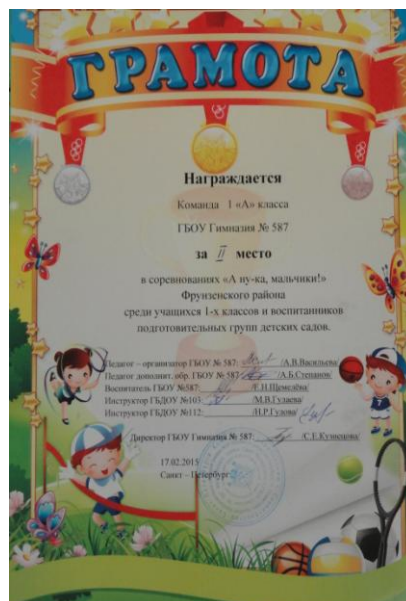 ГРАМОТА
Награждается
Команда 1 «А» класса
ГБОУ Гимназия № 587
за II место
в соревнованиях «А ну-ка, мальчики!»
Фрунзенского района
среди учащихся 1-х классов и воспитанников
подготовительных групп детских садов.
Педагог – организатор ГБОУ № 587: /А.В.Васильева/
Педагог дополнит. обр. ГБОУ № 587 /А.Б.Степанов/
Воспитатель ГБОУ №587: /Е.Н.Щемелёва/
Инструктор ГБДОУ №103: /М.В.Гудаева/
Инструктор ГБДОУ №112: /Н.Р.Гулова/
Директор ГБОУ Гимназия № 587: /С.Е.Кузнецова/
17.02.2015
Санкт – Петербург